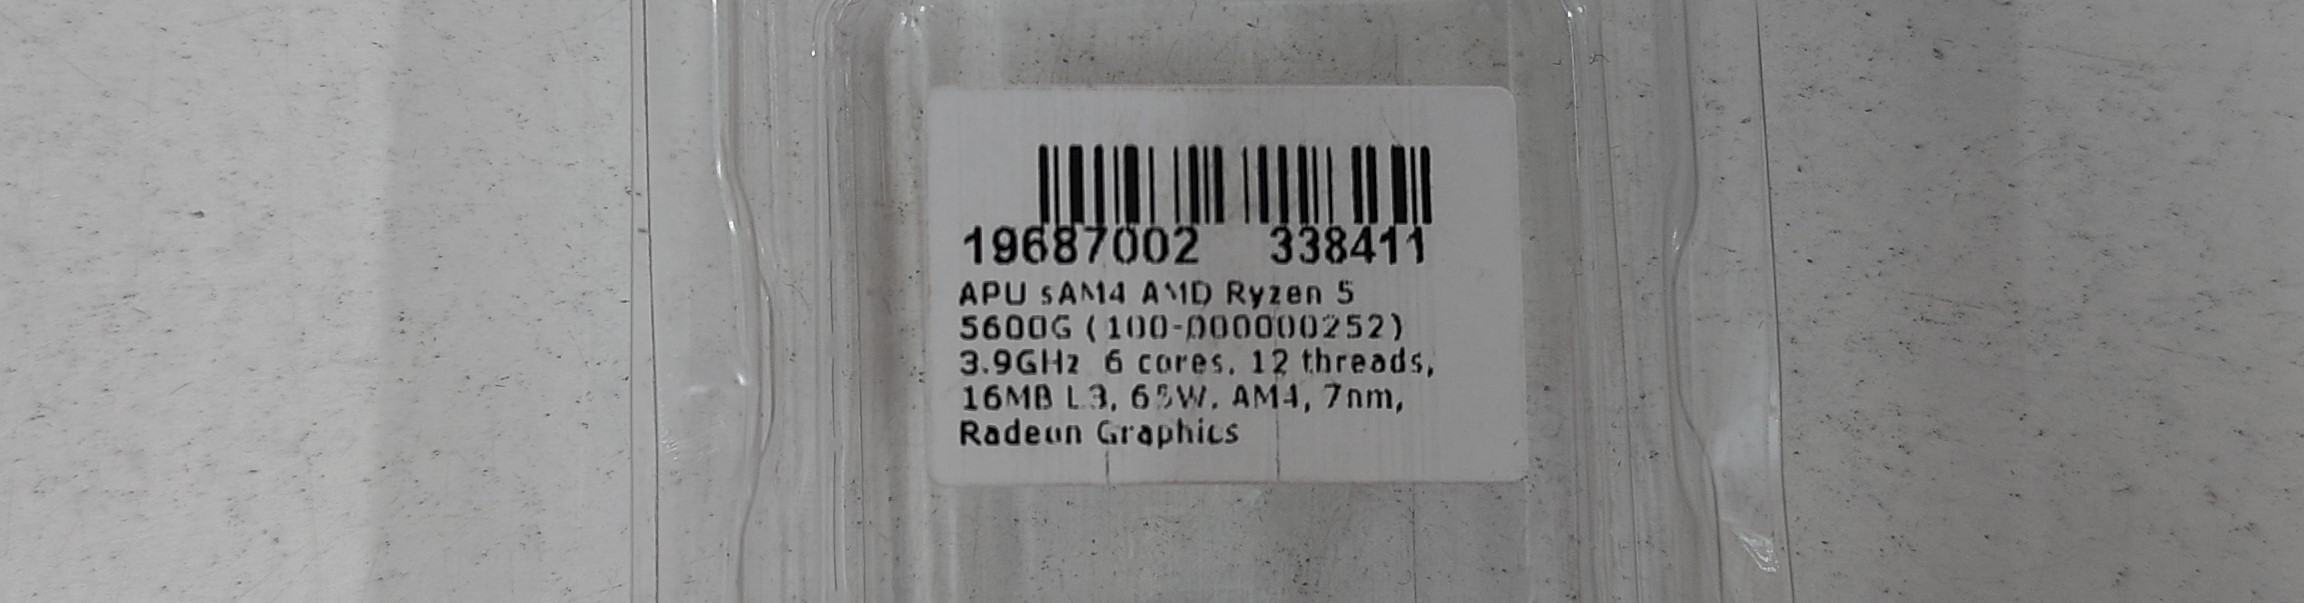 19687002 338411
APU sAM4 AMD Ryzen 5
5600G (100-000000252)
3.9GHz 6 cores, 12 threads,
16MB L3, 65W, AM4, 7nm,
Radeon Graphics